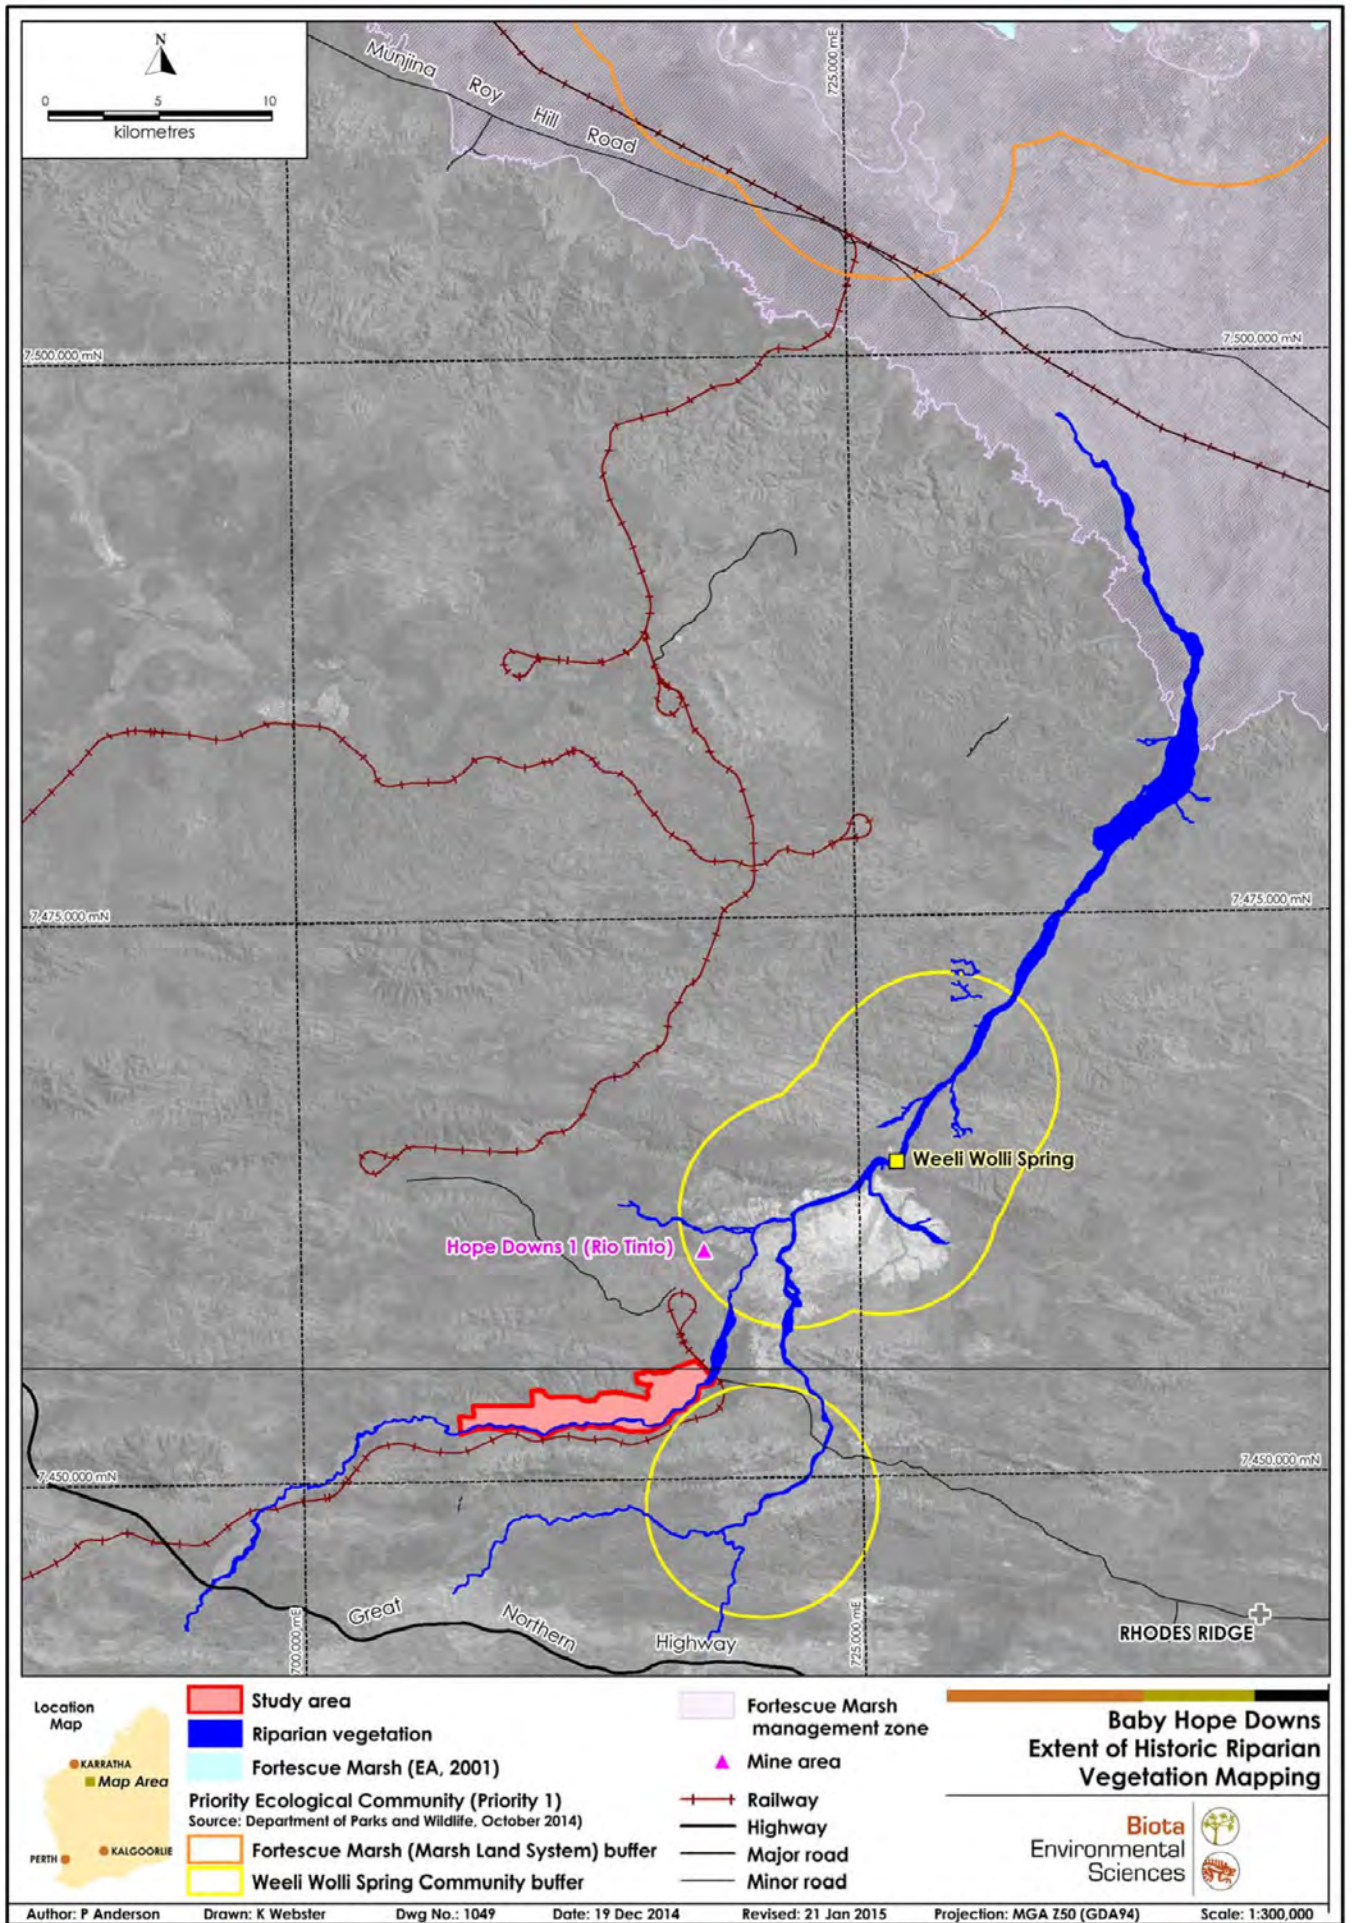 N
0 5 10
kilometres
Munjina Roy Hill Road
725,000 mE
7,500,000 mN
7,500,000 mN
7,475,000 mN
7,475,000 mN
Weeli Wolli Spring
Hope Downs 1 (Rio Tinto)
7,450,000 mN
7,450,000 mN
700,000 mE
725,000 mE
Great Northern Highway
RHODES RIDGE
Location
Map
KARRATHA
Map Area
KALGOORLIE
PERTH
Study area
Riparian vegetation
Fortescue Marsh (EA, 2001)
Priority Ecological Community (Priority 1)
Source: Department of Parks and Wildlife, October 2014)
Fortescue Marsh (Marsh Land System) buffer
Weeli Wolli Spring Community buffer
Fortescue Marsh
management zone
Mine area
Railway
Highway
Major road
Minor road
Baby Hope Downs
Extent of Historic Riparian
Vegetation Mapping
Biota
Environmental
Sciences
Author: P Anderson Drawn: K Webster Dwg No.: 1049 Date: 19 Dec 2014 Revised: 21 Jan 2015 Projection: MGA Z50 (GDA94) Scale: 1:300,000